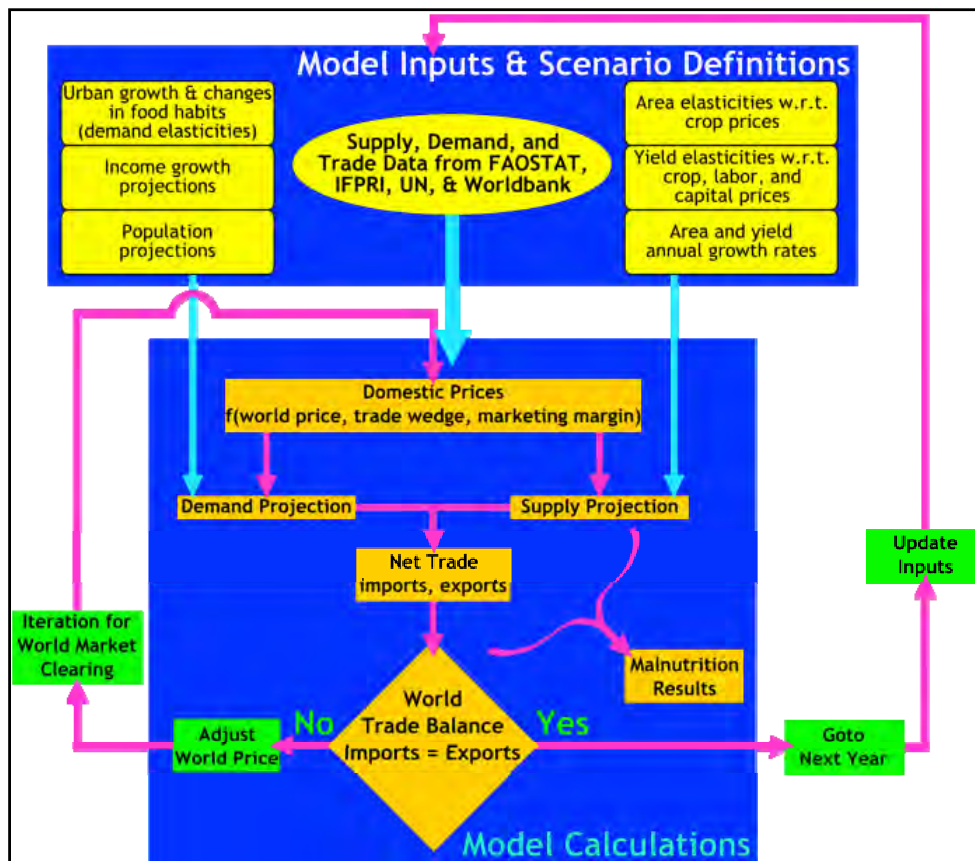 Model Inputs & Scenario Definitions
Urban growth & changes
in food habits
(demand elasticities)
Income growth
projections
Population
projections
Supply, Demand, and
Trade Data from FAOSTAT,
IFPRI, UN, & Worldbank
Area elasticities w.r.t.
crop prices
Yield elasticities w.r.t.
crop, labor, and
capital prices
Area and yield
annual growth rates
Domestic Prices
f(world price, trade wedge, marketing margin)
Demand Projection
Supply Projection
Net Trade
imports, exports
Update
Inputs
Iteration for
World Market
Clearing
Malnutrition
Results
World
Trade Balance
Imports = Exports
No
Yes
Adjust
World Price
Goto
Next Year
Model Calculations